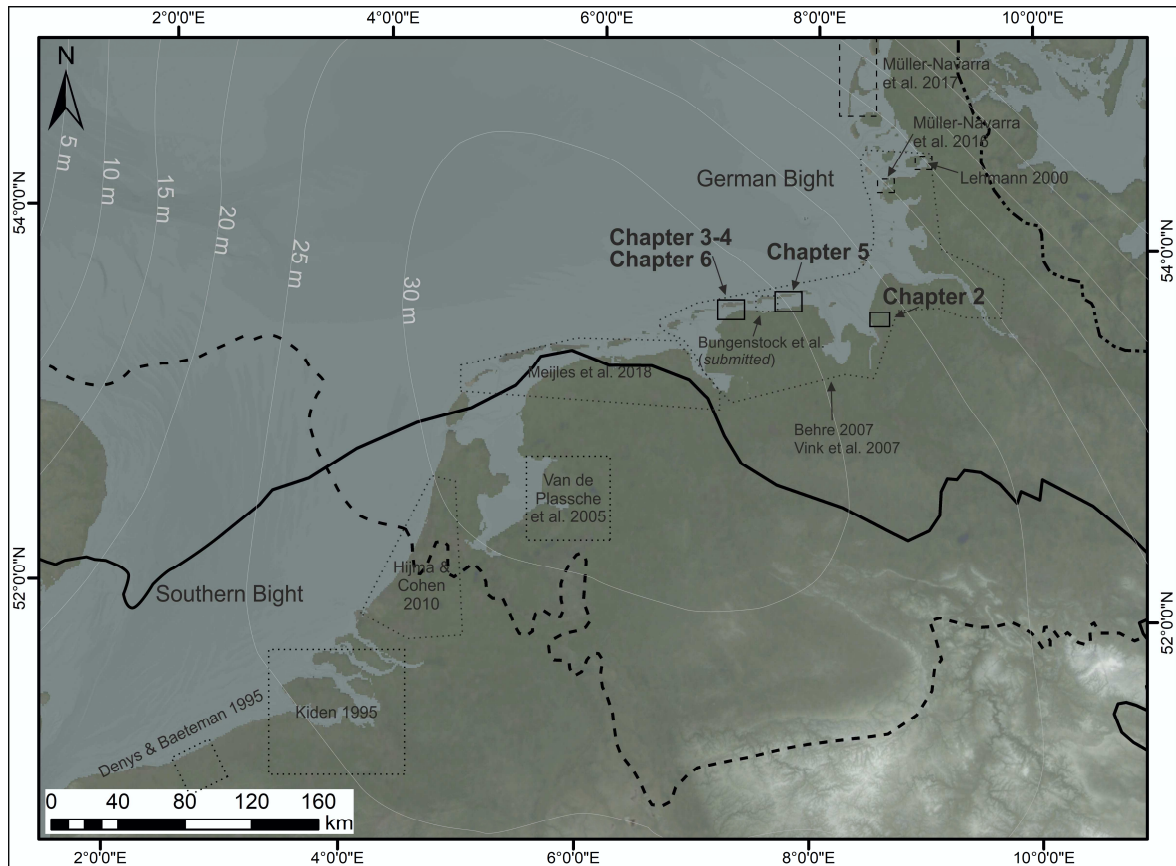 2°0'0"E
4°0'0"E
6°0'0"E
8°0'0"E
10°0'0"E
N
5 m
10 m
15 m
20 m
25 m
30 m
Müller-Navarra
et al. 2017
Müller-Navarra
et al. 2016
Lehmann 2000
German Bight
54°0'0"N
54°0'0"N
Chapter 3-4
Chapter 6
Chapter 5
Chapter 2
Bungenstock et al.
(submitted)
Meijles et al. 2018
Behre 2007
Vink et al. 2007
Van de
Plassche
et al. 2005
Hijma &
Cohen
2010
52°0'0"N
52°0'0"N
Southern Bight
Kiden 1995
Denys & Baeteman 1995
0 40 80 120 160
km
2°0'0"E
4°0'0"E
6°0'0"E
8°0'0"E
10°0'0"E